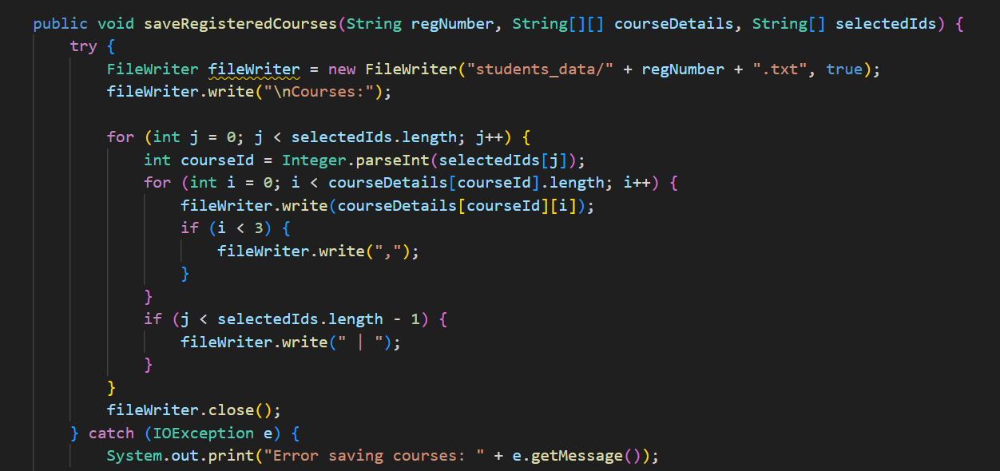 public void saveRegisteredCourses(String regNumber, String[][] courseDetails, String[] selectedIds) {
    try {
        FileWriter fileWriter = new FileWriter("students_data/" + regNumber + ".txt", true);
        fileWriter.write("\nCourses:");

        for (int j = 0; j < selectedIds.length; j++) {
            int courseId = Integer.parseInt(selectedIds[j]);
            for (int i = 0; i < courseDetails[courseId].length; i++) {
                fileWriter.write(courseDetails[courseId][i]);
                if (i < 3) {
                    fileWriter.write(",");
                }
            }
            if (j < selectedIds.length - 1) {
                fileWriter.write(" | ");
            }
        }
        fileWriter.close();
    } catch (IOException e) {
        System.out.print("Error saving courses: " + e.getMessage());